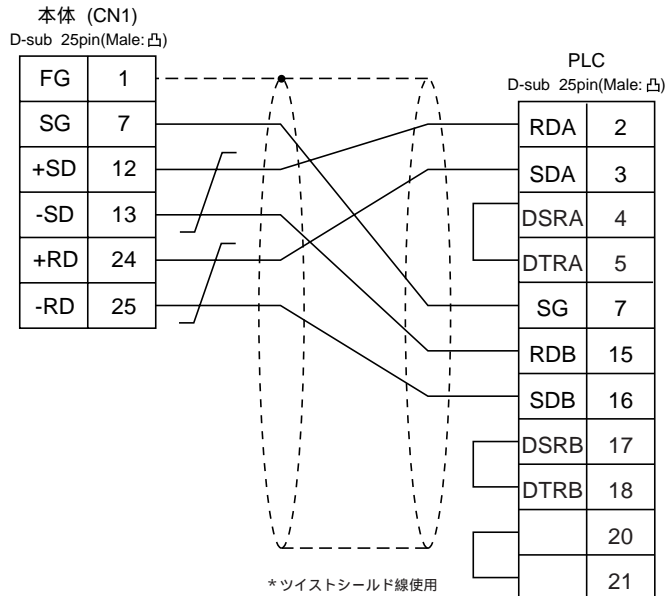 本体 (CN1)
D-sub 25pin(Male:凸)
FG 1
SG 7
+SD 12
-SD 13
+RD 24
-RD 25
PLC
D-sub 25pin(Male:凸)
RDA 2
SDA 3
DSRA 4
DTRA 5
SG 7
RDB 15
SDB 16
DSRB 17
DTRB 18
20
21
*ツイストシールド線使用